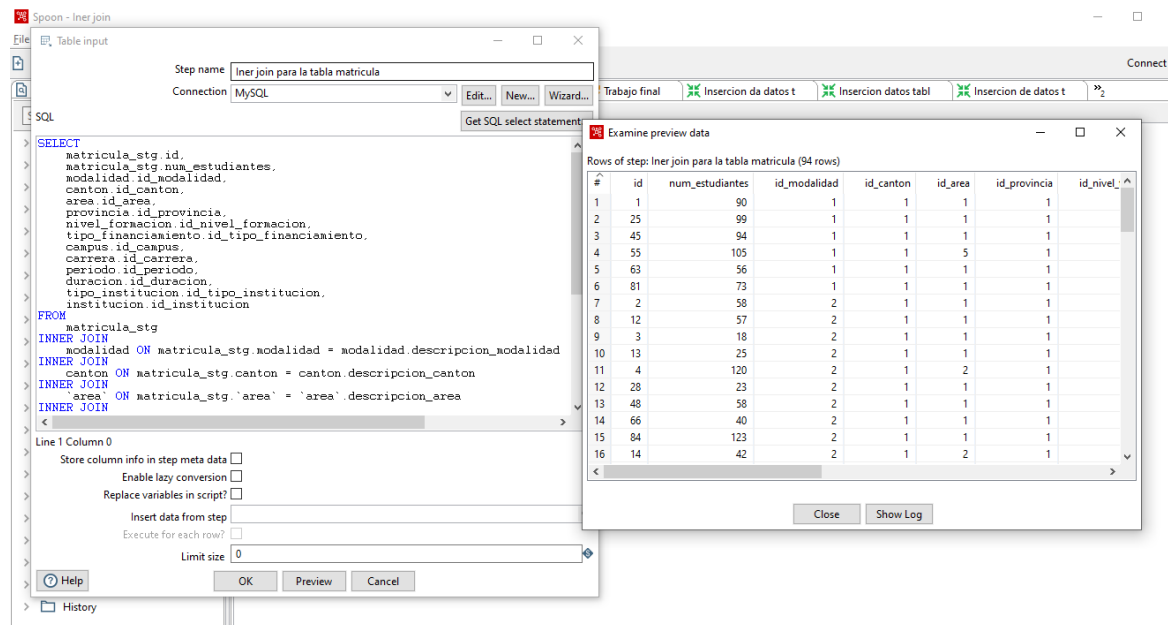 Spoon - Iner join
File
Table input
Step name Iner join para la tabla matricula
Connection MySQL Edit... New... Wizard...
Connect
Trabajo final Insercion da datos t Insercion datos tabl Insercion de datos t »2
SQL
Get SQL select statement
SELECT
matricula_stg.id,
matricula_stg.num_estudiantes,
modalidad.id_modalidad,
canton.id_canton,
area.id_area,
provincia.id_provincia,
nivel_formacion.id_nivel_formacion,
tipo_financiamiento.id_tipo_financiamiento,
campus.id_campus,
carrera.id_carrera,
periodo.id_periodo,
duracion.id_duracion,
tipo_institucion.id_tipo_institucion,
institucion.id_institucion
FROM
matricula_stg
INNER JOIN
modalidad ON matricula_stg.modalidad = modalidad.descripcion_modalidad
INNER JOIN
canton ON matricula_stg.canton = canton.descripcion_canton
INNER JOIN
`area` ON matricula_stg.`area` = `area`.descripcion_area
INNER JOIN
Line 1 Column 0
Store column info in step meta data
Enable lazy conversion
Replace variables in script?
Insert data from step
Execute for each row?
Limit size 0
Help OK Preview Cancel
History
Examine preview data
Rows of step: Iner join para la tabla matricula (94 rows)
# id num_estudiantes id_modalidad id_canton id_area id_provincia id_nivel_
1 1 90 1 1 1 1
2 25 99 1 1 1 1
3 45 94 1 1 1 1
4 55 105 1 1 5 1
5 63 56 1 1 1 1
6 81 73 1 1 1 1
7 2 58 2 1 1 1
8 12 57 2 1 1 1
9 3 18 2 1 1 1
10 13 25 2 1 1 1
11 4 120 2 1 2 1
12 28 23 2 1 1 1
13 48 58 2 1 1 1
14 66 40 2 1 1 1
15 84 123 2 1 1 1
16 14 42 2 1 2 1
Close Show Log